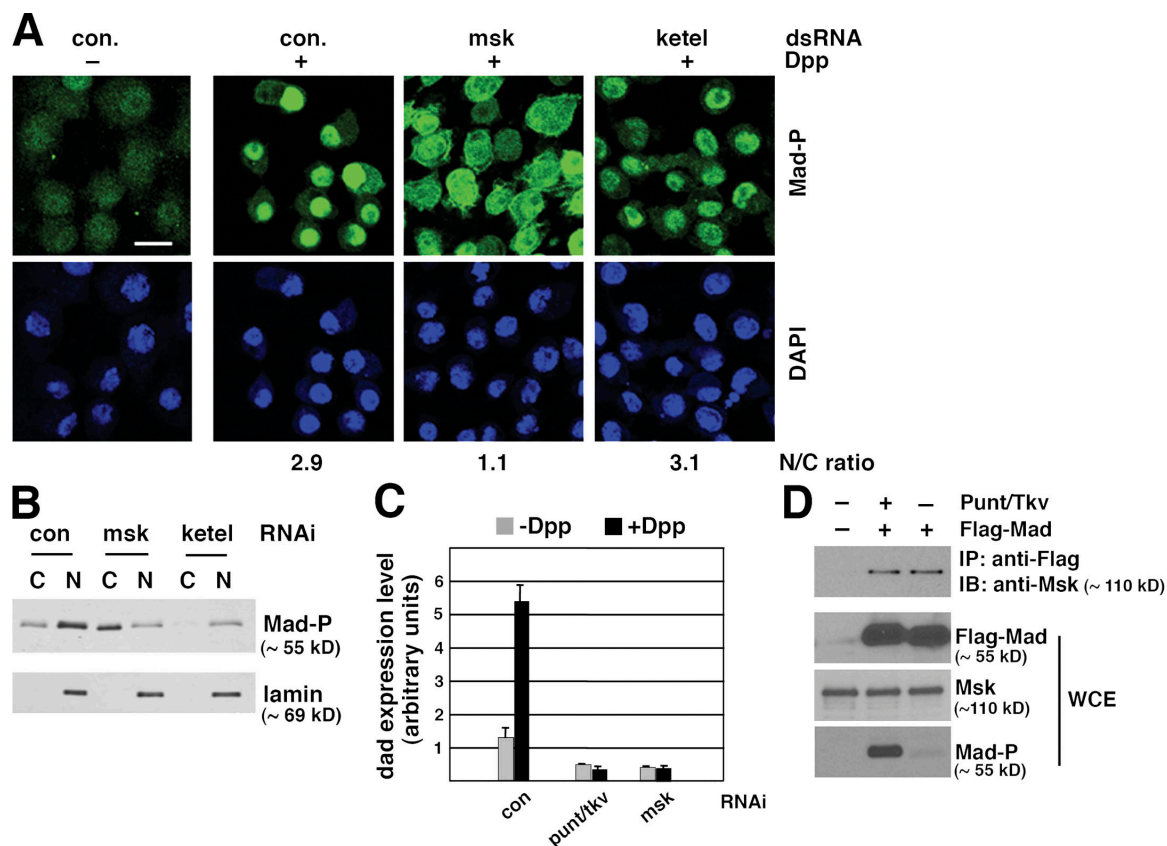 A
con. con. msk ketel dsRNA
– + + + Dpp
Mad-P
DAPI
2.9 1.1 3.1 N/C ratio
B
con msk ketel RNAi
C N C N C N
Mad-P
(~ 55 kD)
lamin
(~ 69 kD)
C
-Dpp +Dpp
dad expression level
(arbitrary units)
6
5
4
3
2
1
con punt/tkv msk RNAi
D
– + – Punt/Tkv
– + + Flag-Mad
IP: anti-Flag
IB: anti-Msk (~ 110 kD)
Flag-Mad
(~ 55 kD)
Msk
(~110 kD)
Mad-P
(~ 55 kD)
WCE